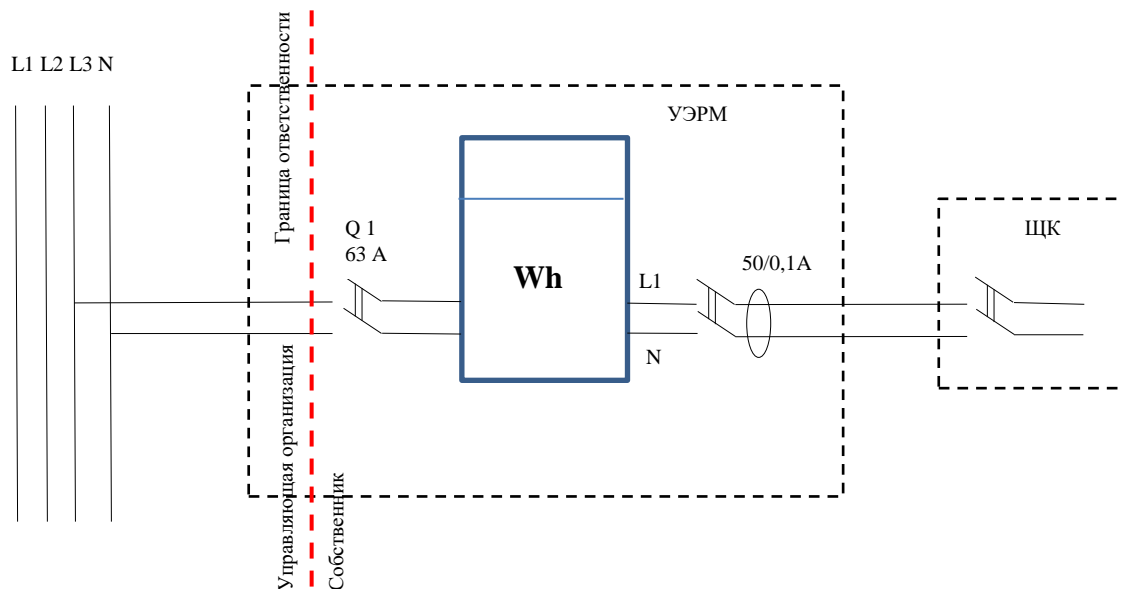 L1 L2 L3 N
Граница ответственности
УЭРМ
ЩК
Q 1
63 А
Wh
50/0,1А
L1
N
Управляющая организация
Собственник